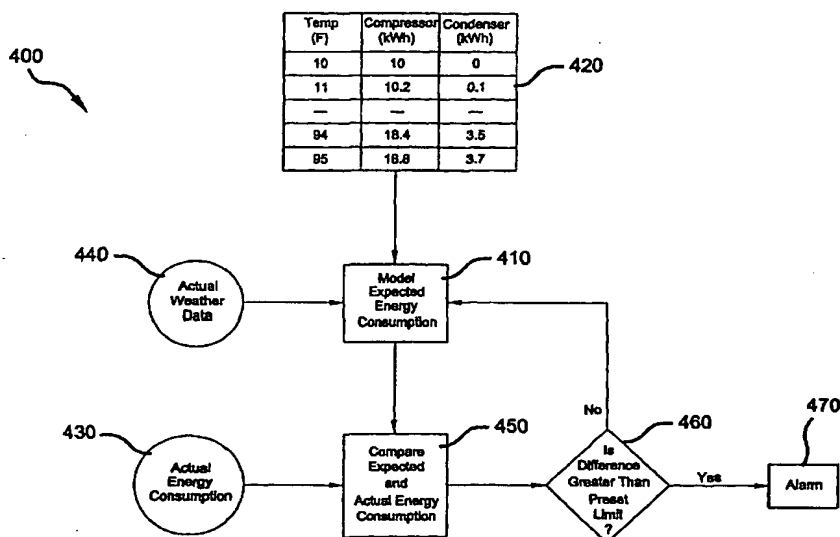 Temp Compressor Condenser
(F) (kWh) (kWh)
10 10 0
11 10.2 0.1
— — —
94 18.4 3.5
95 18.8 3.7
400
420
440
410
Actual
Weather
Data
Model
Expected
Energy
Consumption
No
430
450
460
470
Actual
Energy
Consumption
Compare
Expected
and
Actual Energy
Consumption
Is
Difference
Greater Than
Preset
Limit
?
Yes
Alarm